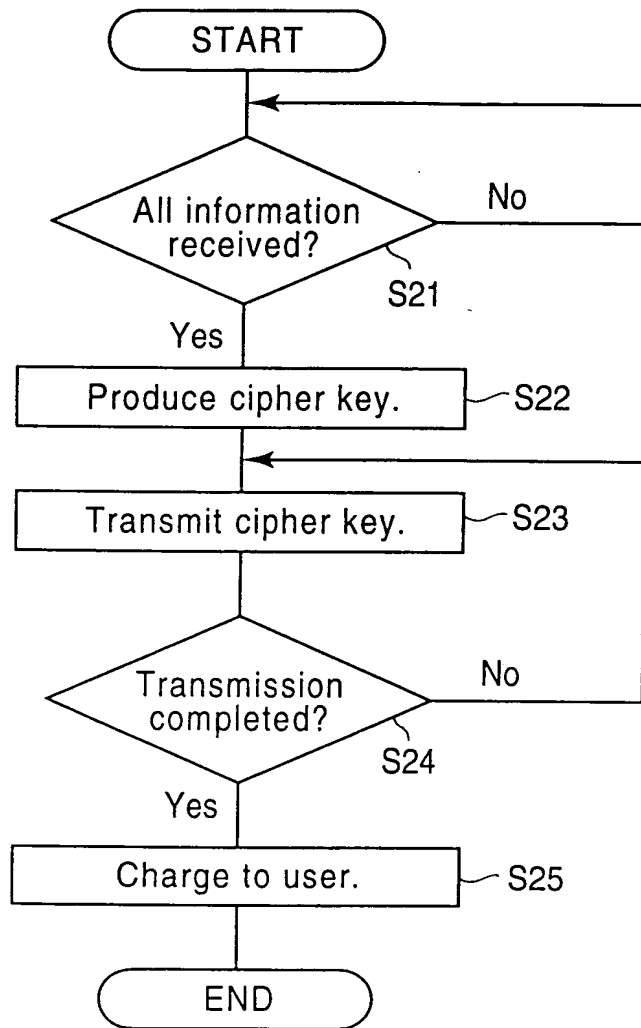 START
All information
received?
No
S21
Yes
Produce cipher key.
S22
Transmit cipher key.
S23
Transmission
completed?
No
S24
Yes
Charge to user.
S25
END